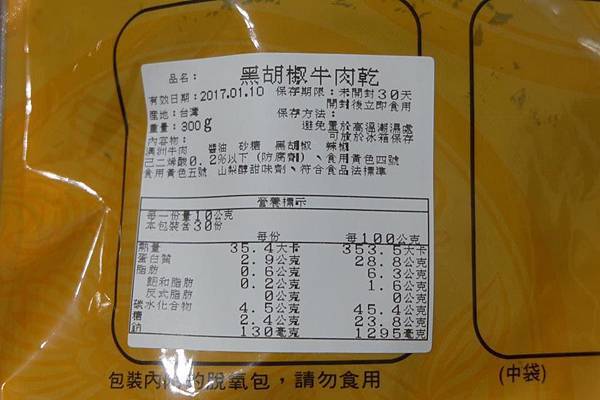 品名： 黑胡椒牛肉乾
有效日期：2017.01.10 保存期限：未開封30天
開封後立即食用
產地：台灣 保存方法：
重量：300g 避免置於高溫潮濕處
內容物： 可放於冰箱保存
澳洲牛肉 醬油 砂糖 黑胡椒 辣椒
己二烯酸0.2%以下（防腐劑）、食用黃色四號
食用黃色五號 山梨醇甜味劑、符合食品法標準
營養標示
每一份量10公克
本包裝含30份
每份 每100公克
熱量 35.4大卡 353.5大卡
蛋白質 2.9公克 28.8公克
脂肪 0.6公克 6.3公克
飽和脂肪 0.2公克 1.6公克
反式脂肪 0公克 0公克
碳水化合物 4.5公克 45.4公克
糖 2.4公克 23.8公克
鈉 130毫克 1295毫克
包裝內附的脫氧包，請勿食用
(中袋)